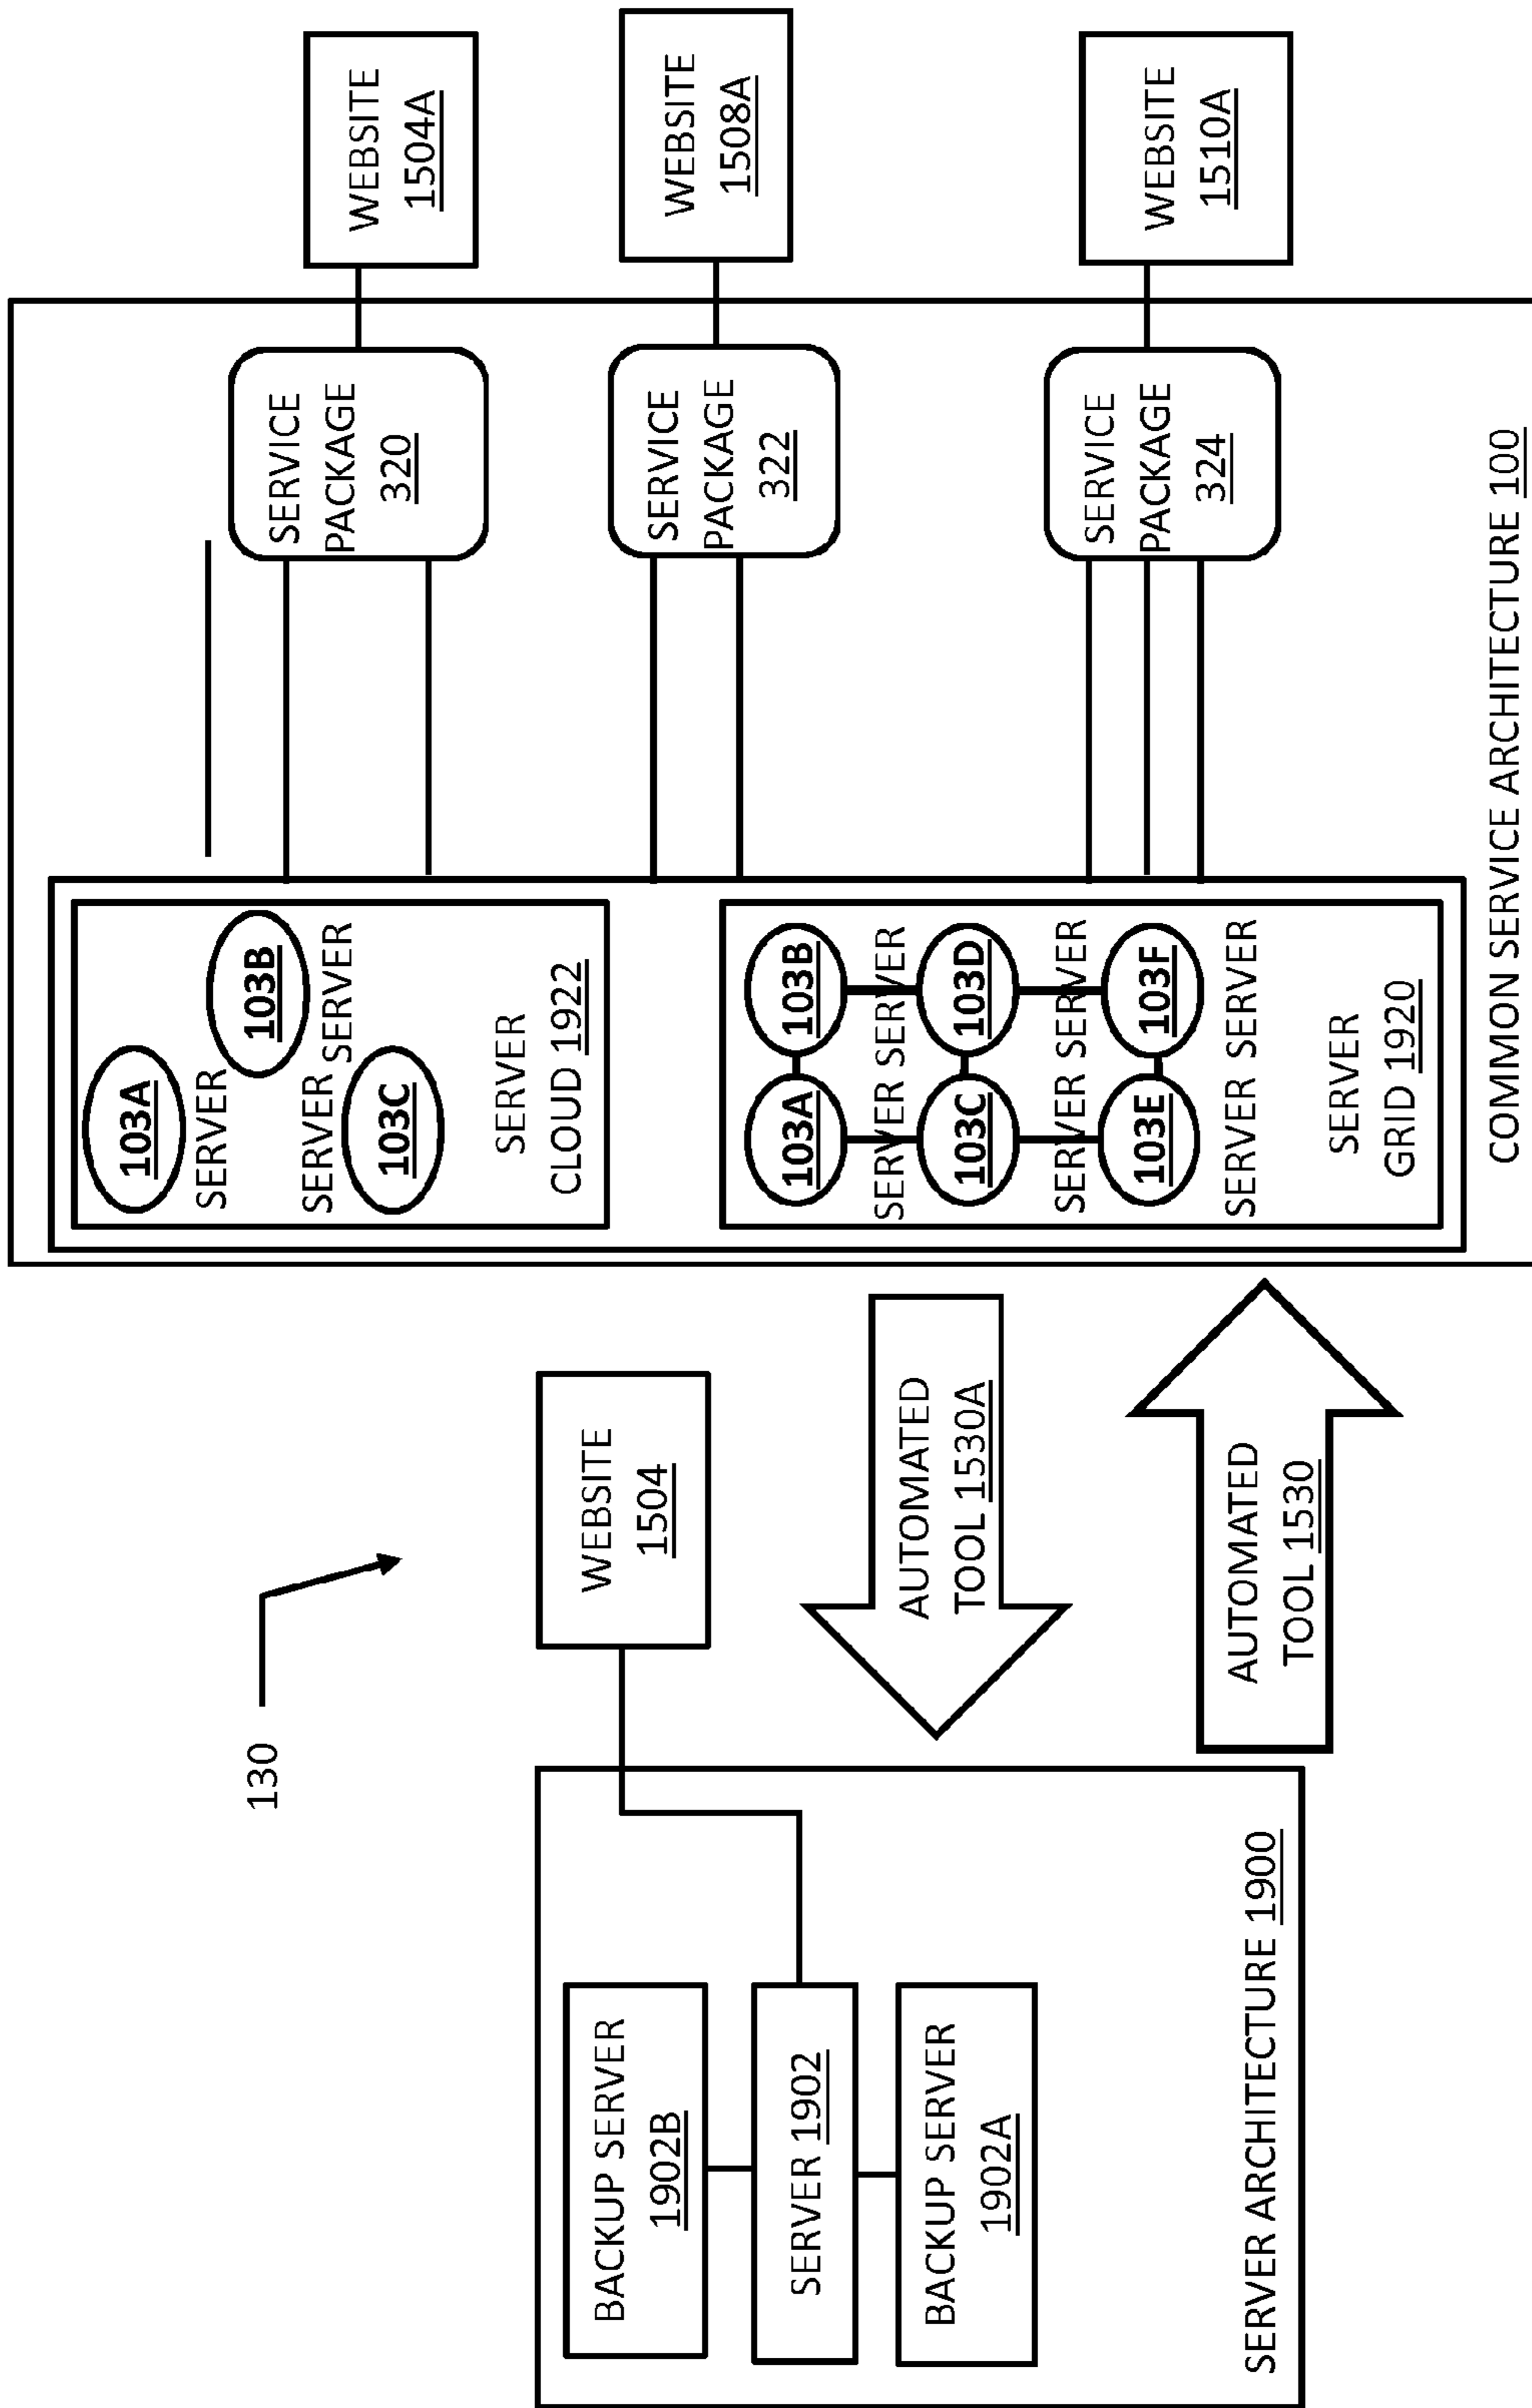 130
BACKUP SERVER
1902B
SERVER 1902
BACKUP SERVER
1902A
SERVER ARCHITECTURE 1900
WEBSITE
1504
AUTOMATED
TOOL 1530A
AUTOMATED
TOOL 1530
103A
SERVER
103B
SERVER
SERVER
103C
SERVER
CLOUD 1922
103A
103B
SERVER SERVER
103C
103D
SERVER SERVER
103E
103F
SERVER SERVER
SERVER
GRID 1920
SERVICE
PACKAGE
320
SERVICE
PACKAGE
322
SERVICE
PACKAGE
324
WEBSITE
1504A
WEBSITE
1508A
WEBSITE
1510A
COMMON SERVICE ARCHITECTURE 100